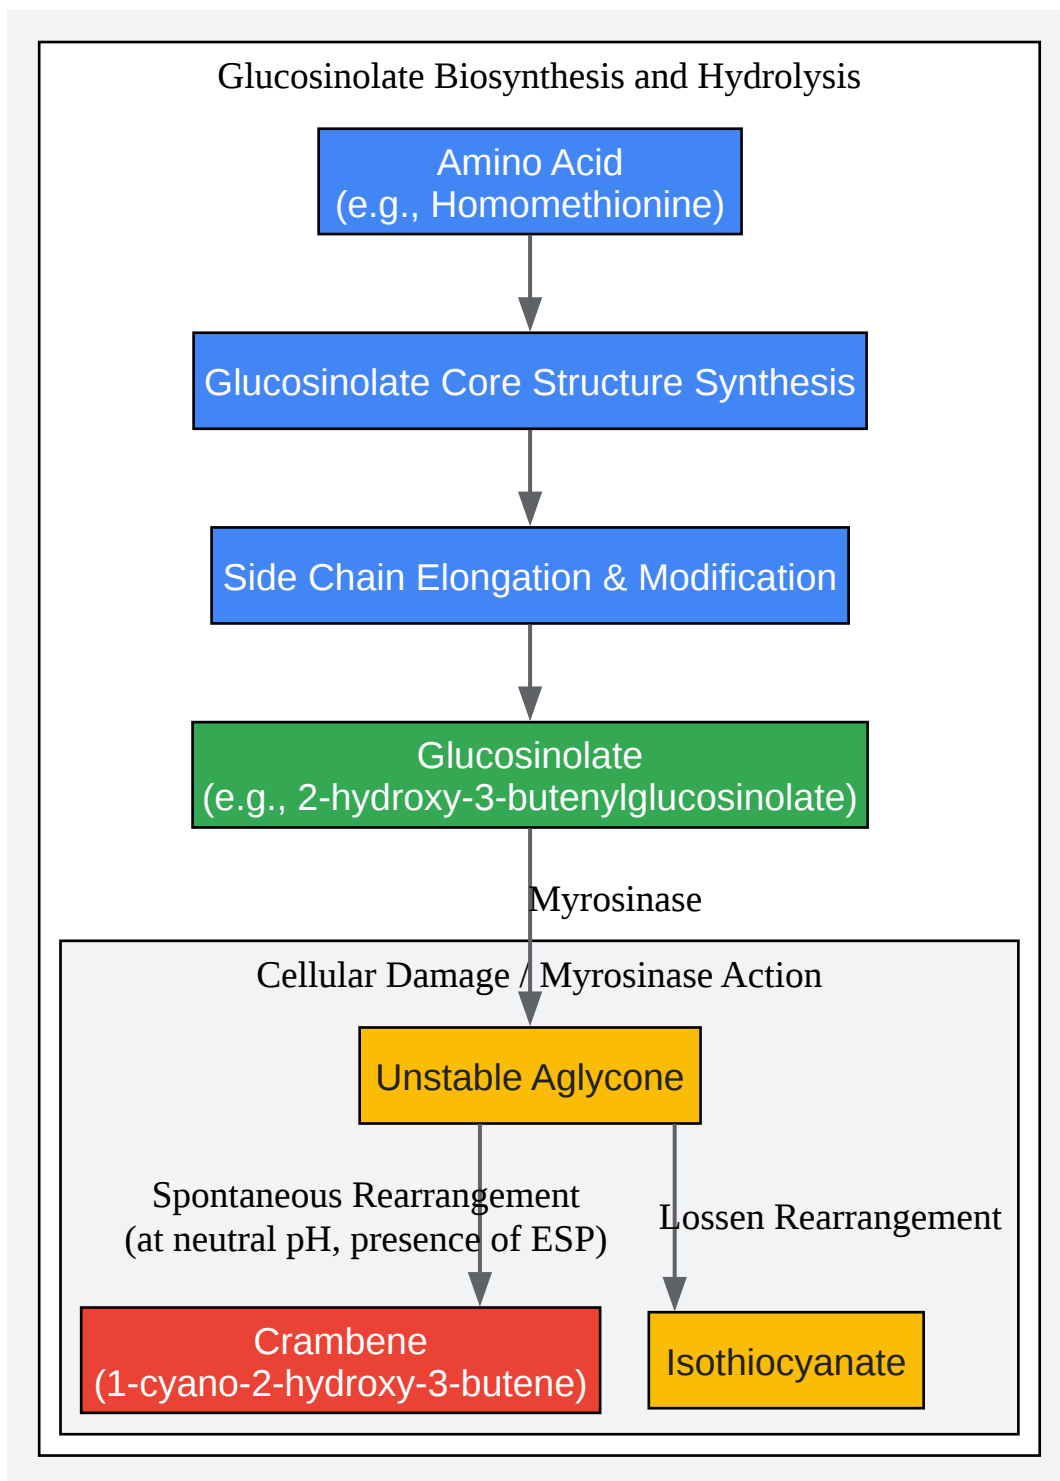 Glucosinolate Biosynthesis and Hydrolysis
Amino Acid
(e.g., Homomethionine)
Glucosinolate Core Structure Synthesis
Side Chain Elongation & Modification
Glucosinolate
(e.g., 2-hydroxy-3-butenylglucosinolate)
Myrosinase
Cellular Damage / Myrosinase Action
Unstable Aglycone
Spontaneous Rearrangement
(at neutral pH, presence of ESP)
Lossen Rearrangement
Crambene
(1-cyano-2-hydroxy-3-butene)
Isothiocyanate